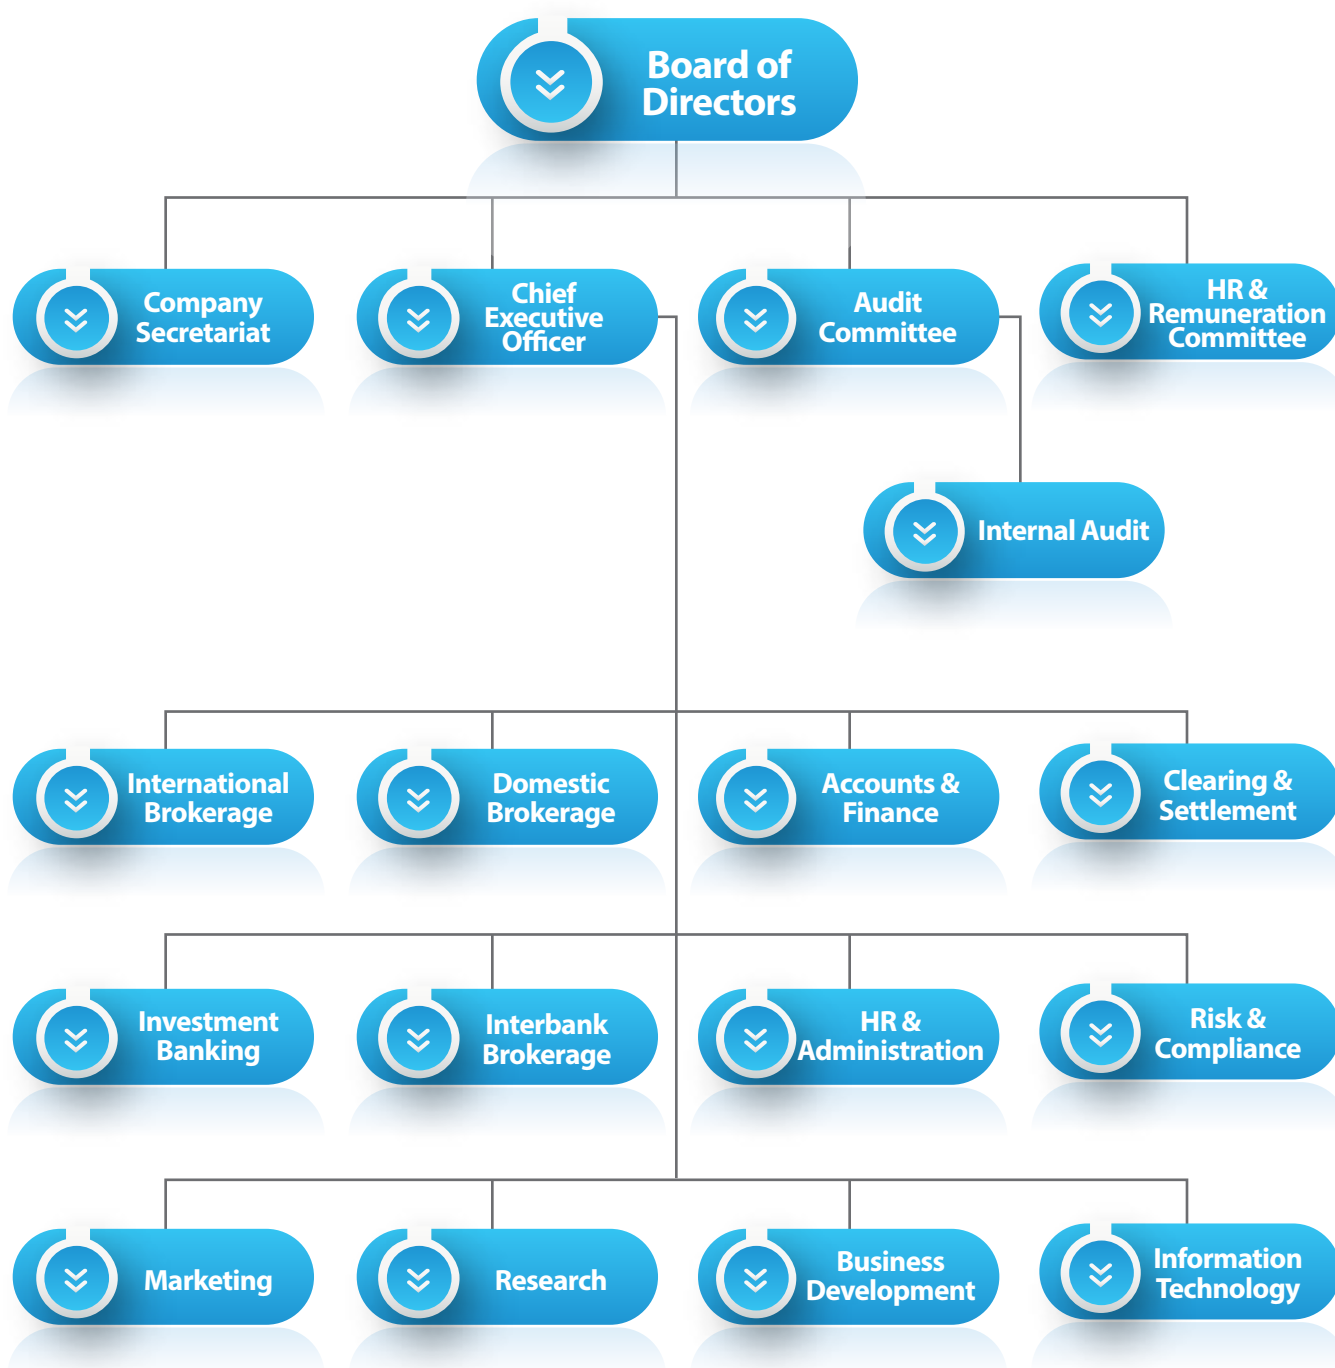 Board of
Directors
Company
Secretariat
Chief
Executive
Officer
Audit
Committee
HR &
Remuneration
Committee
Internal Audit
International
Brokerage
Domestic
Brokerage
Accounts &
Finance
Clearing &
Settlement
Investment
Banking
Interbank
Brokerage
HR &
Administration
Risk &
Compliance
Marketing
Research
Business
Development
Information
Technology